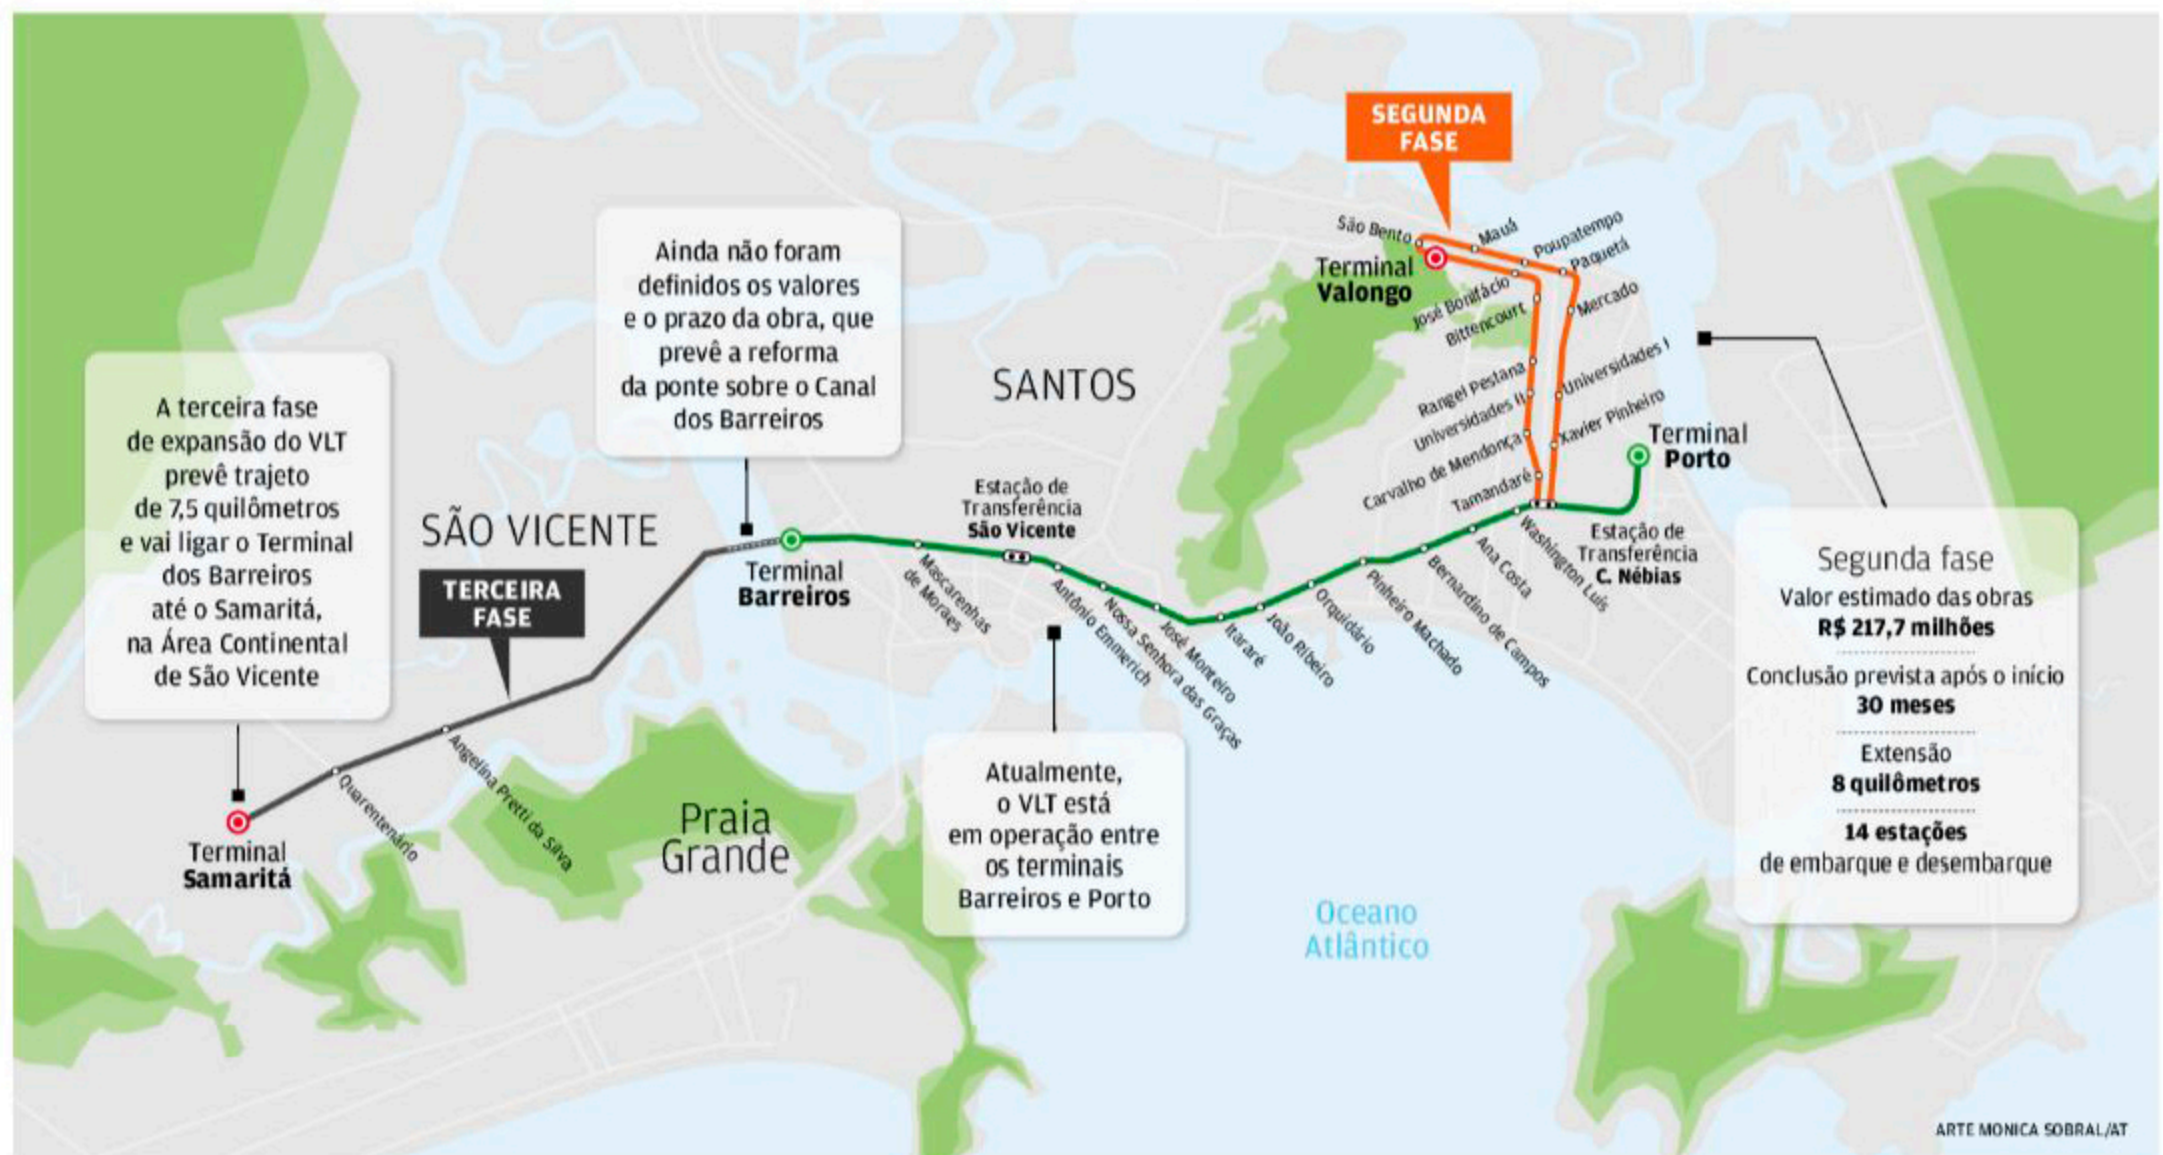 A terceira fase
de expansão do VLT
prevê trajeto
de 7,5 quilômetros
e vai ligar o Terminal
dos Barreiros
até o Samaritá,
na Área Continental
de São Vicente
Terminal
Samaritá
Quarentenário
Angelina Pretti da Silva
TERCEIRA
FASE
SÃO VICENTE
Ainda não foram
definidos os valores
e o prazo da obra, que
prevê a reforma
da ponte sobre o Canal
dos Barreiros
Terminal
Barreiros
Mascarenhas
de Moraes
Estação de
Transferência
São Vicente
Antônio Emmerich
Nossa Senhora das Graças
José Monteiro
Itararé
João Ribeiro
Orquidário
Pinheiro Machado
Bernardino de Campos
Ana Costa
Washington Luis
Estação de
Transferência
C. Nébias
Terminal
Porto
SANTOS
SEGUNDA
FASE
São Bento
Mauá
Poupatempo
Paquetá
Mercado
Universidades I
Xavier Pinheiro
Terminal
Valongo
José Bonifácio
Bittencourt
Rangel Pestana
Universidades II
Carvalho de Mendonça
Tamandaré
Praia
Grande
Atualmente,
o VLT está
em operação entre
os terminais
Barreiros e Porto
Oceano
Atlântico
Segunda fase
Valor estimado das obras
R$ 217,7 milhões
Conclusão prevista após o início
30 meses
Extensão
8 quilômetros
14 estações
de embarque e desembarque
ARTE MONICA SOBRAL/AT